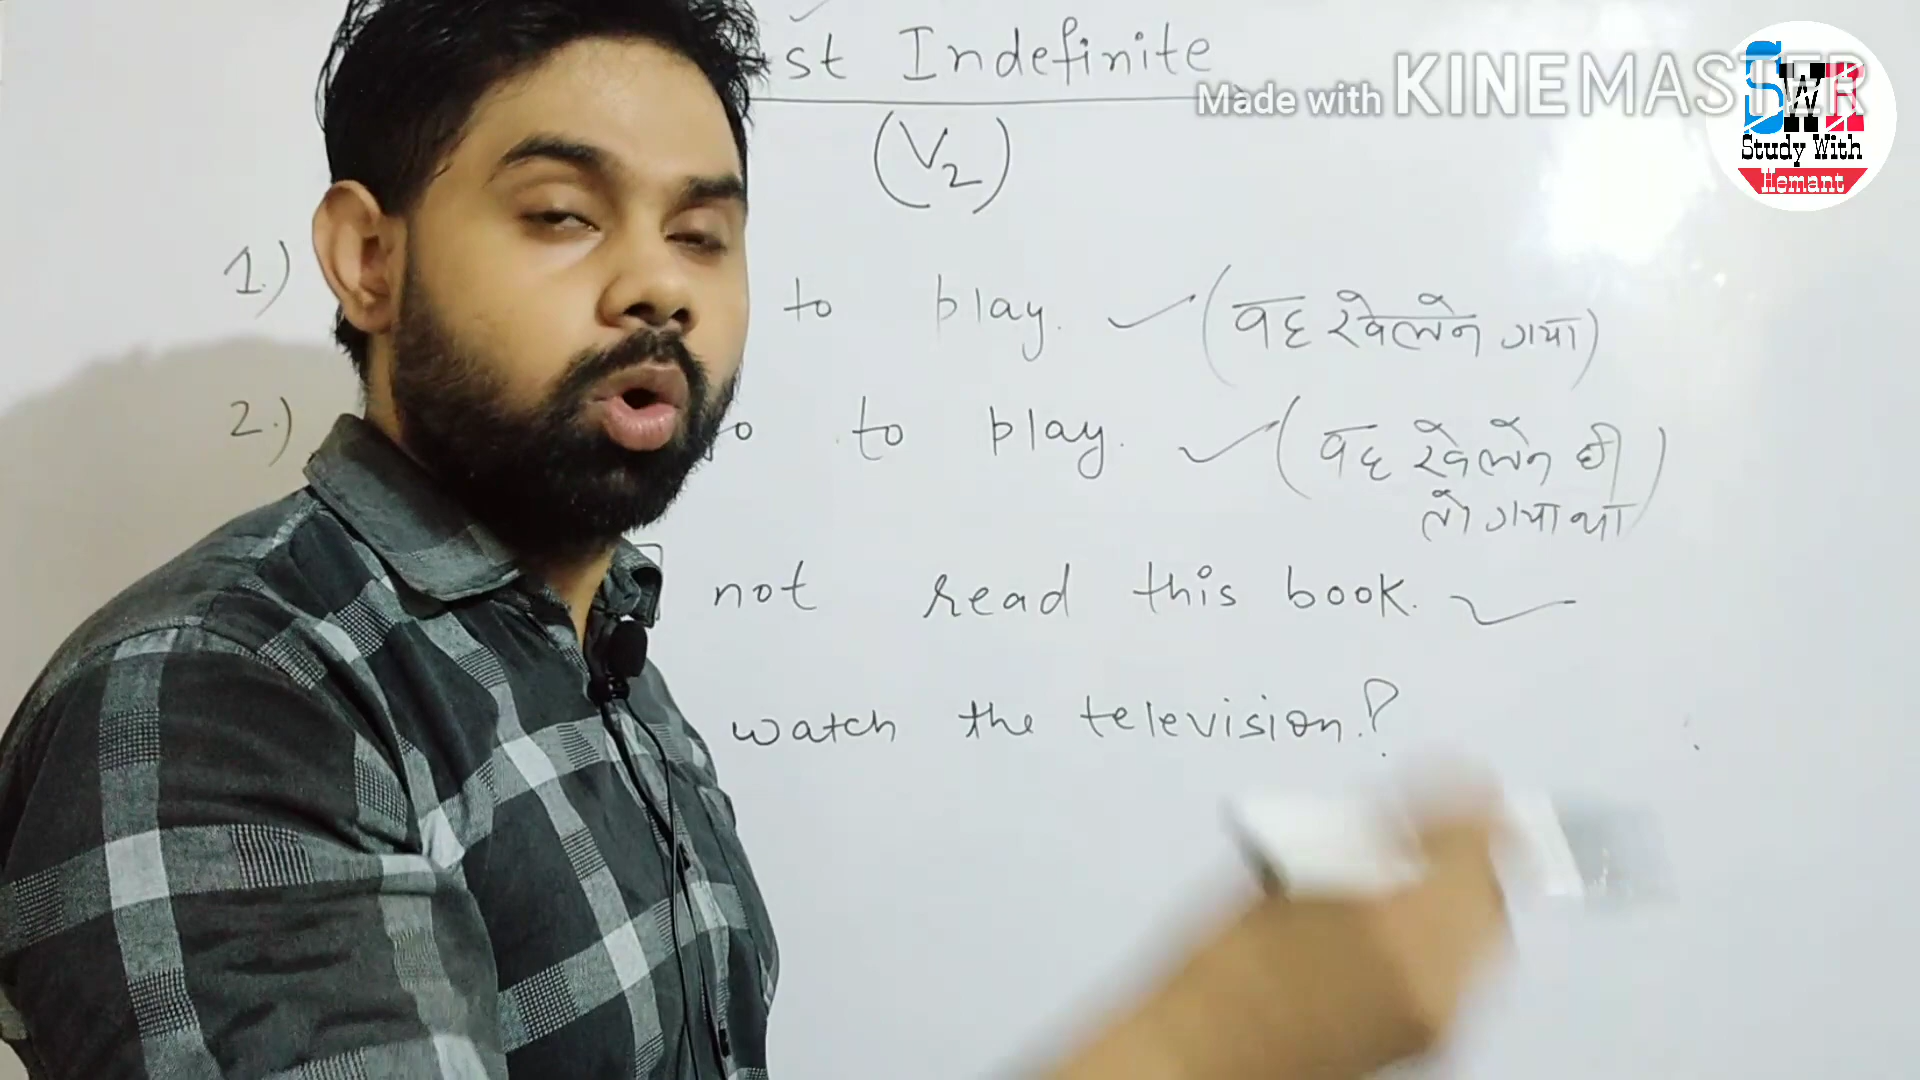 st Indefinite
Made with KINEMASTER
SWH
Study With
Hemant
(V2)
1.) to play. (वह खेलने गया)
2.) to play. (वह खेलने ही
तो गया था)
not read this book.
watch the television.?